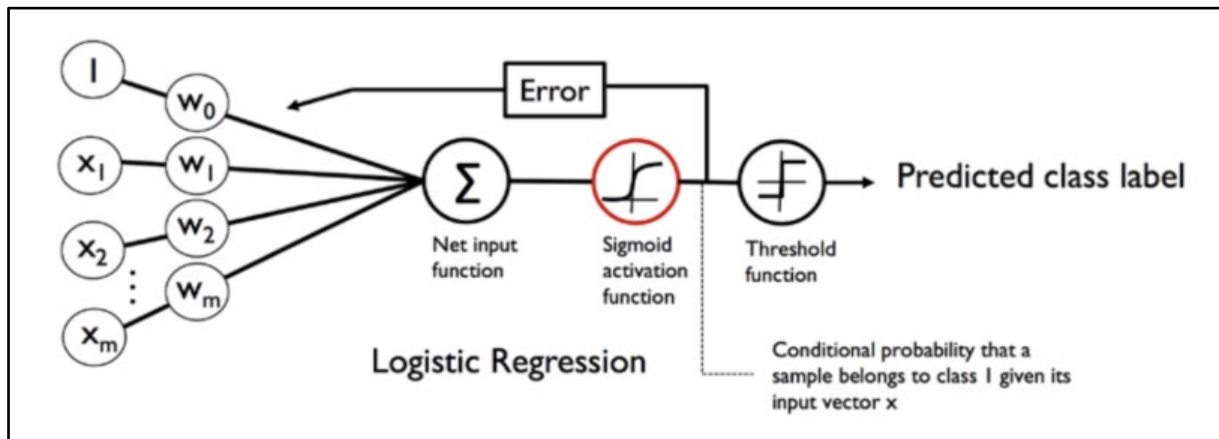 1
w0
x1
w1
x2
w2
xm
wm
Error
Σ
Net input
function
Sigmoid
activation
function
Threshold
function
Predicted class label
Logistic Regression
Conditional probability that a
sample belongs to class 1 given its
input vector x